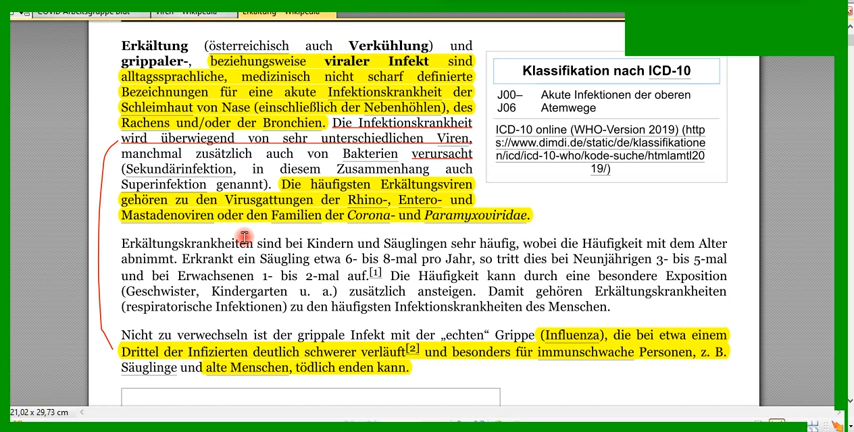 Viren – Wikipedia
Erkältung (österreichisch auch Verkühlung) und
grippaler-, beziehungsweise viraler Infekt sind
alltagssprachliche, medizinisch nicht scharf definierte
Bezeichnungen für eine akute Infektionskrankheit der
Schleimhaut von Nase (einschließlich der Nebenhöhlen), des
Rachens und/oder der Bronchien. Die Infektionskrankheit
wird überwiegend von sehr unterschiedlichen Viren,
manchmal zusätzlich auch von Bakterien verursacht
(Sekundärinfektion, in diesem Zusammenhang auch
Superinfektion genannt). Die häufigsten Erkältungsviren
gehören zu den Virusgattungen der Rhino-, Entero- und
Mastadenoviren oder den Familien der Corona- und Paramyxoviridae.
Klassifikation nach ICD-10
J00– Akute Infektionen der oberen
J06 Atemwege
ICD-10 online (WHO-Version 2019) (http
s://www.dimdi.de/static/de/klassifikatione
n/icd/icd-10-who/kode-suche/htmlamtl20
19/)
Erkältungskrankheiten sind bei Kindern und Säuglingen sehr häufig, wobei die Häufigkeit mit dem Alter
abnimmt. Erkrankt ein Säugling etwa 6- bis 8-mal pro Jahr, so tritt dies bei Neunjährigen 3- bis 5-mal
und bei Erwachsenen 1- bis 2-mal auf.[1] Die Häufigkeit kann durch eine besondere Exposition
(Geschwister, Kindergarten u. a.) zusätzlich ansteigen. Damit gehören Erkältungskrankheiten
(respiratorische Infektionen) zu den häufigsten Infektionskrankheiten des Menschen.
Nicht zu verwechseln ist der grippale Infekt mit der „echten“ Grippe (Influenza), die bei etwa einem
Drittel der Infizierten deutlich schwerer verläuft[2] und besonders für immunschwache Personen, z. B.
Säuglinge und alte Menschen, tödlich enden kann.
21,02 x 29,73 cm